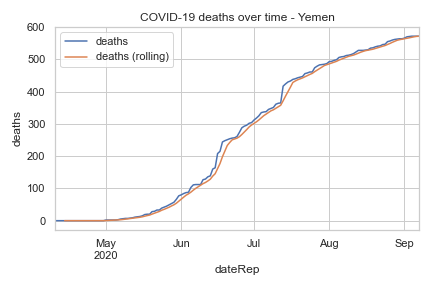 COVID-19 deaths over time - Yemen
deaths
deaths (rolling)
600
500
400
300
200
100
0
deaths
May
2020
Jun
Jul
Aug
Sep
dateRep